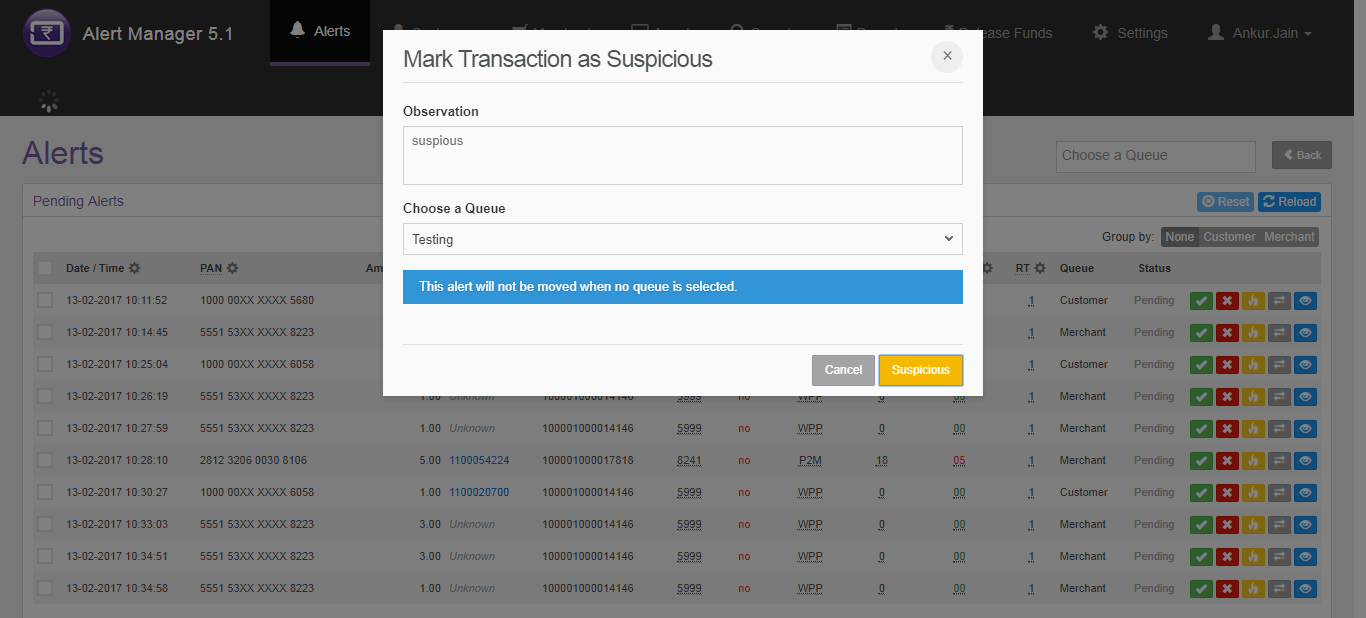 Alert Manager 5.1
Alerts
Release Funds
Settings
Ankur.Jain
Mark Transaction as Suspicious
×
Observation
suspious
Choose a Queue
Testing
This alert will not be moved when no queue is selected.
Cancel Suspicious
Alerts
Choose a Queue
Back
Pending Alerts
Reset Reload
Group by: None Customer Merchant
Date / Time PAN RT Queue Status
13-02-2017 10:11:52 1000 00XX XXXX 5680 1 Customer Pending
13-02-2017 10:14:45 5551 53XX XXXX 8223 1 Merchant Pending
13-02-2017 10:25:04 1000 00XX XXXX 6058 1 Customer Pending
13-02-2017 10:26:19 5551 53XX XXXX 8223 1.00 Unknown 100001000014146 5999 no WPP 0 00 1 Merchant Pending
13-02-2017 10:27:59 5551 53XX XXXX 8223 1.00 Unknown 100001000014146 5999 no WPP 0 00 1 Merchant Pending
13-02-2017 10:28:10 2812 3206 0030 8106 5.00 1100054224 100001000017818 8241 no P2M 18 05 1 Merchant Pending
13-02-2017 10:30:27 1000 00XX XXXX 6058 1.00 1100020700 100001000014146 5999 no WPP 0 00 1 Customer Pending
13-02-2017 10:33:03 5551 53XX XXXX 8223 3.00 Unknown 100001000014146 5999 no WPP 0 00 1 Merchant Pending
13-02-2017 10:34:51 5551 53XX XXXX 8223 3.00 Unknown 100001000014146 5999 no WPP 0 00 1 Merchant Pending
13-02-2017 10:34:58 5551 53XX XXXX 8223 1.00 Unknown 100001000014146 5999 no WPP 0 00 1 Merchant Pending